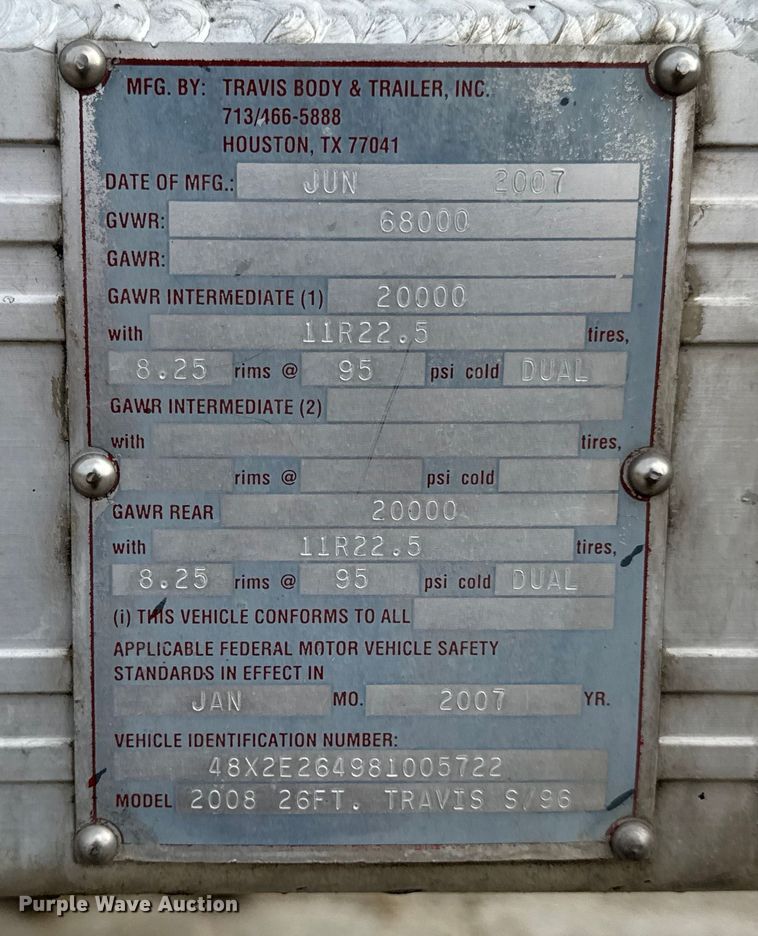 MFG. BY: TRAVIS BODY & TRAILER, INC.
713/466-5888
HOUSTON, TX 77041
DATE OF MFG.: JUN 2007
GVWR: 68000
GAWR:
GAWR INTERMEDIATE (1) 20000
with 11R22.5 tires,
8.25 rims @ 95 psi cold DUAL
GAWR INTERMEDIATE (2)
with tires,
rims @ psi cold
GAWR REAR 20000
with 11R22.5 tires,
8.25 rims @ 95 psi cold DUAL
(i) THIS VEHICLE CONFORMS TO ALL
APPLICABLE FEDERAL MOTOR VEHICLE SAFETY
STANDARDS IN EFFECT IN
JAN MO. 2007 YR.
VEHICLE IDENTIFICATION NUMBER:
48X2E264981005722
MODEL 2008 26FT. TRAVIS S/96
Purple Wave Auction